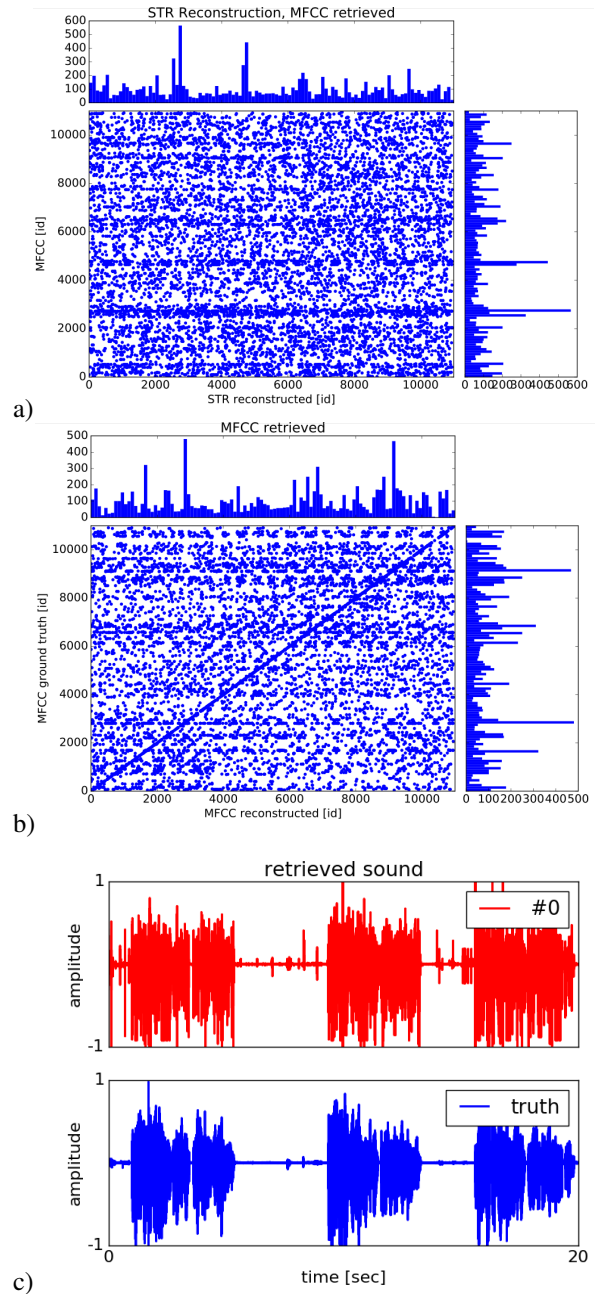 STR Reconstruction, MFCC retrieved
600
500
400
300
200
100
0
10000
8000
6000
4000
2000
0
MFCC [id]
0 2000 4000 6000 8000 10000
STR reconstructed [id]
0 100 200 300 400 500 600
a)
MFCC retrieved
500
400
300
200
100
0
10000
8000
6000
4000
2000
0
MFCC ground truth [id]
0 2000 4000 6000 8000 10000
MFCC reconstructed [id]
0 100 200 300 400 500
b)
retrieved sound
1
#0
amplitude
-1
1
truth
amplitude
-1
0 20
time [sec]
c)